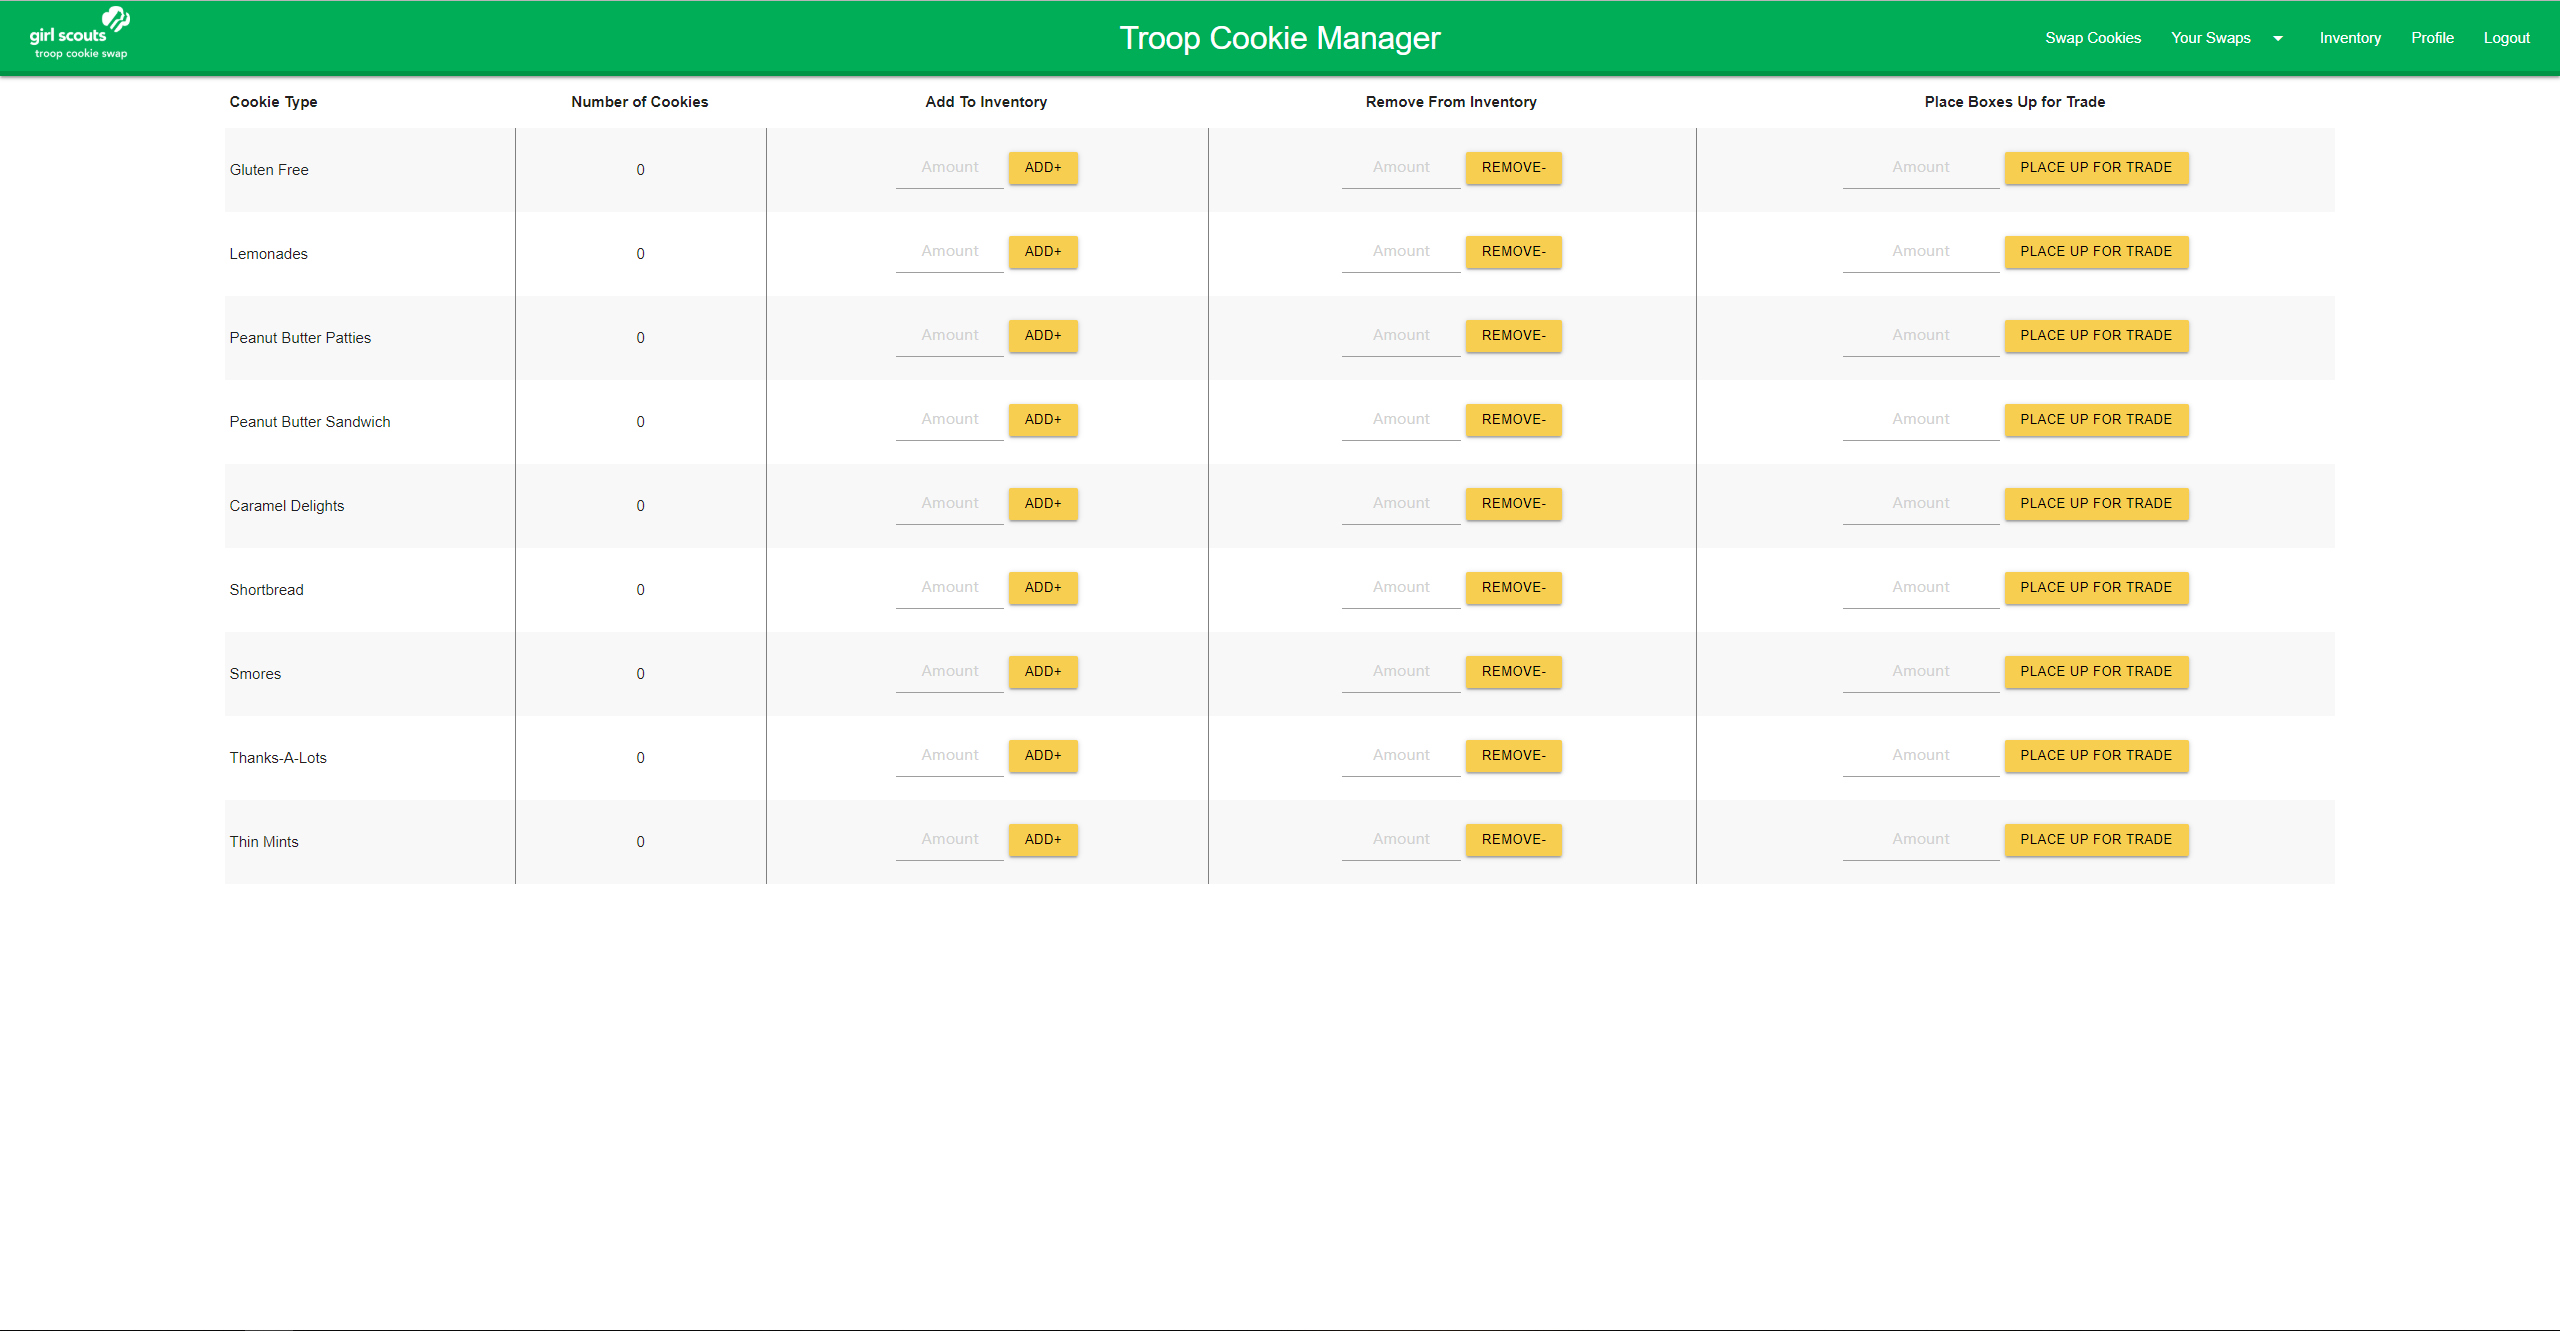 girl scouts
troop cookie swap
Troop Cookie Manager
Swap Cookies Your Swaps Inventory Profile Logout
Cookie Type Number of Cookies Add To Inventory Remove From Inventory Place Boxes Up for Trade
Gluten Free 0 Amount ADD+ Amount REMOVE- Amount PLACE UP FOR TRADE
Lemonades 0 Amount ADD+ Amount REMOVE- Amount PLACE UP FOR TRADE
Peanut Butter Patties 0 Amount ADD+ Amount REMOVE- Amount PLACE UP FOR TRADE
Peanut Butter Sandwich 0 Amount ADD+ Amount REMOVE- Amount PLACE UP FOR TRADE
Caramel Delights 0 Amount ADD+ Amount REMOVE- Amount PLACE UP FOR TRADE
Shortbread 0 Amount ADD+ Amount REMOVE- Amount PLACE UP FOR TRADE
Smores 0 Amount ADD+ Amount REMOVE- Amount PLACE UP FOR TRADE
Thanks-A-Lots 0 Amount ADD+ Amount REMOVE- Amount PLACE UP FOR TRADE
Thin Mints 0 Amount ADD+ Amount REMOVE- Amount PLACE UP FOR TRADE